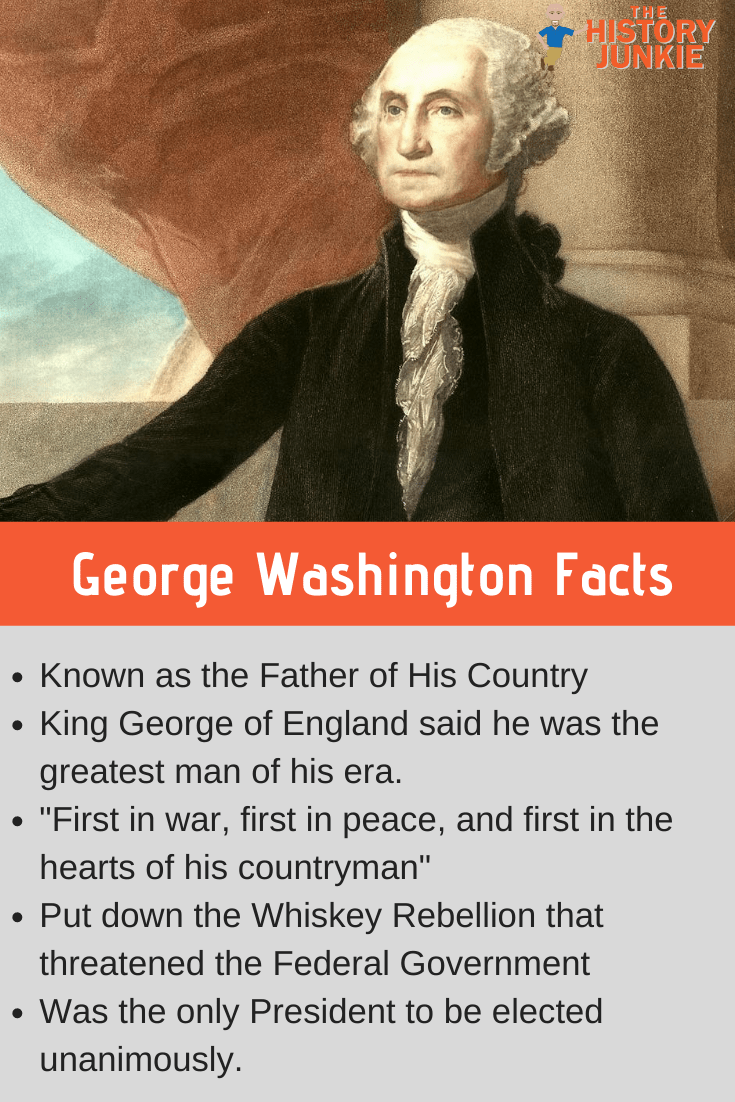 THE
HISTORY
JUNKIE
George Washington Facts
• Known as the Father of His Country
• King George of England said he was the
greatest man of his era.
• "First in war, first in peace, and first in the
hearts of his countryman"
• Put down the Whiskey Rebellion that
threatened the Federal Government
• Was the only President to be elected
unanimously.